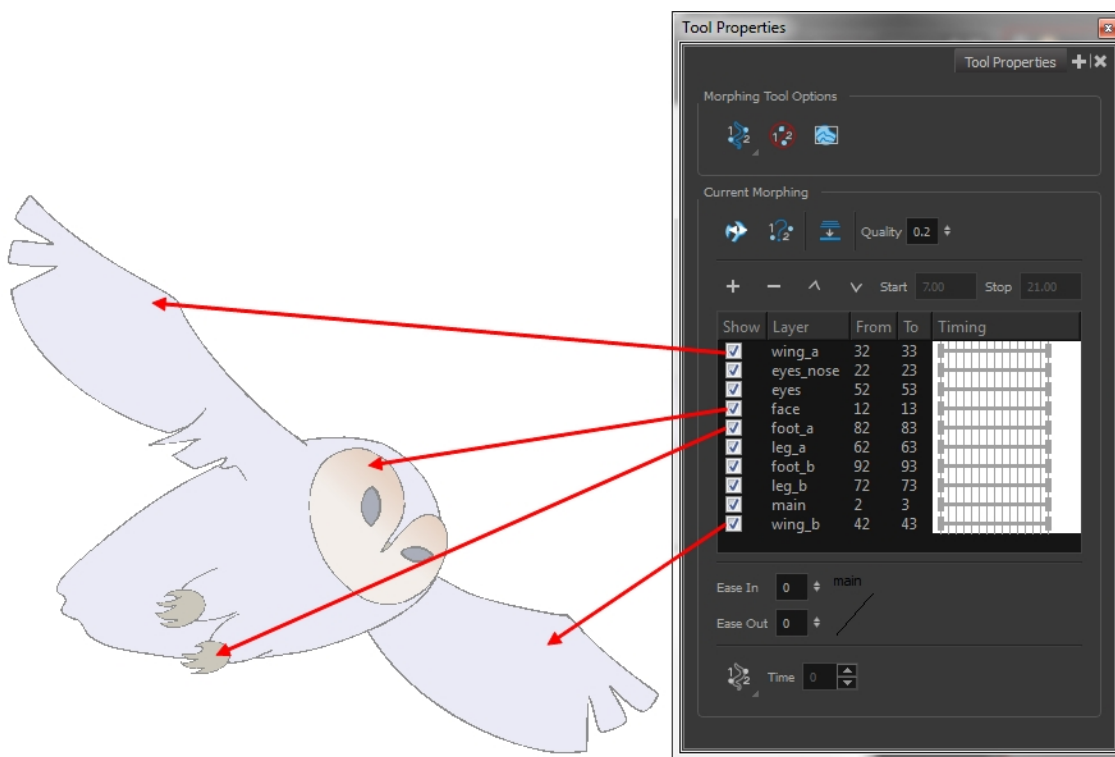 Tool Properties
Tool Properties
Morphing Tool Options
Current Morphing
Quality 0.2
Start 7.00 Stop 21.00
Show Layer From To Timing
wing_a 32 33
eyes_nose 22 23
eyes 52 53
face 12 13
foot_a 82 83
leg_a 62 63
foot_b 92 93
leg_b 72 73
main 2 3
wing_b 42 43
Ease In 0 main
Ease Out 0
Time 0